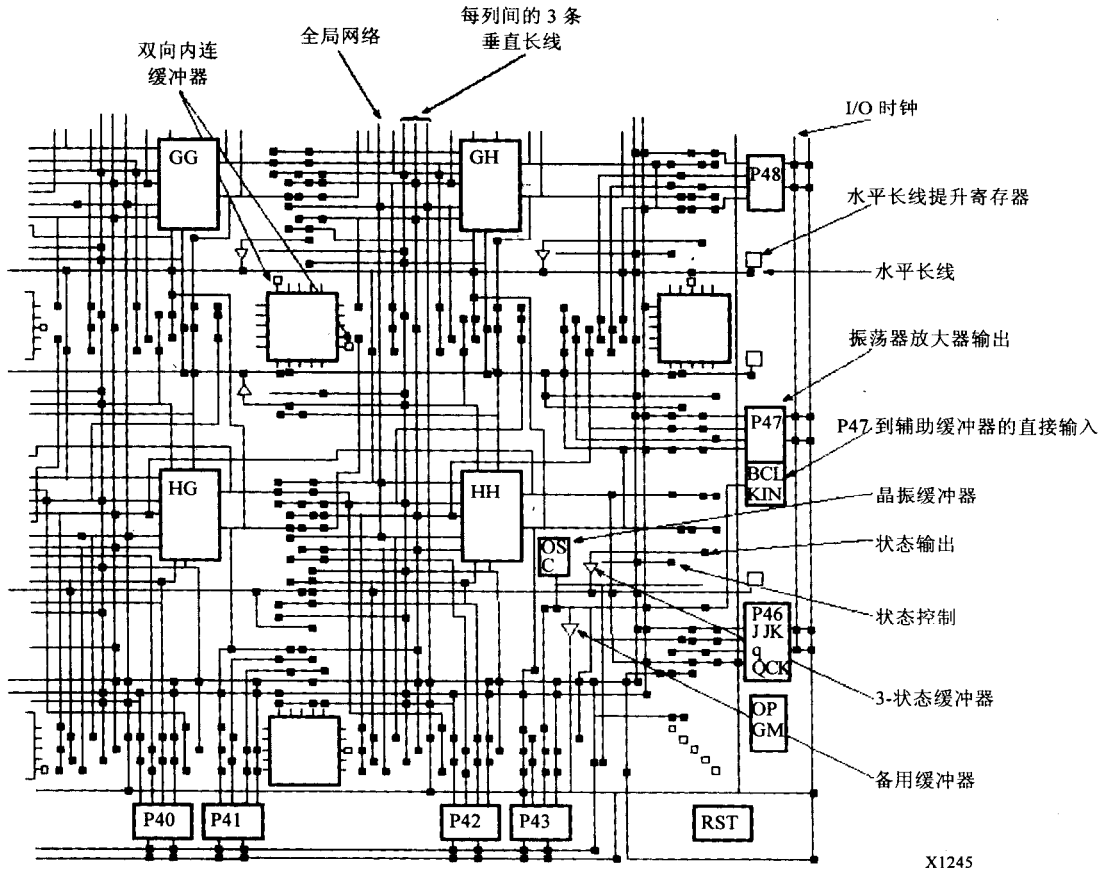 每列间的 3 条
垂直长线
全局网络
双向内连
缓冲器
I/O 时钟
GG
GH
P48
水平长线提升寄存器
水平长线
振荡器放大器输出
P47
P47 到辅助缓冲器的直接输入
BCL
KIN
HG
HH
晶振缓冲器
OS
C
状态输出
状态控制
P46
J JK
q
QCK
3-状态缓冲器
OP
GM
备用缓冲器
P40
P41
P42
P43
RST
X1245